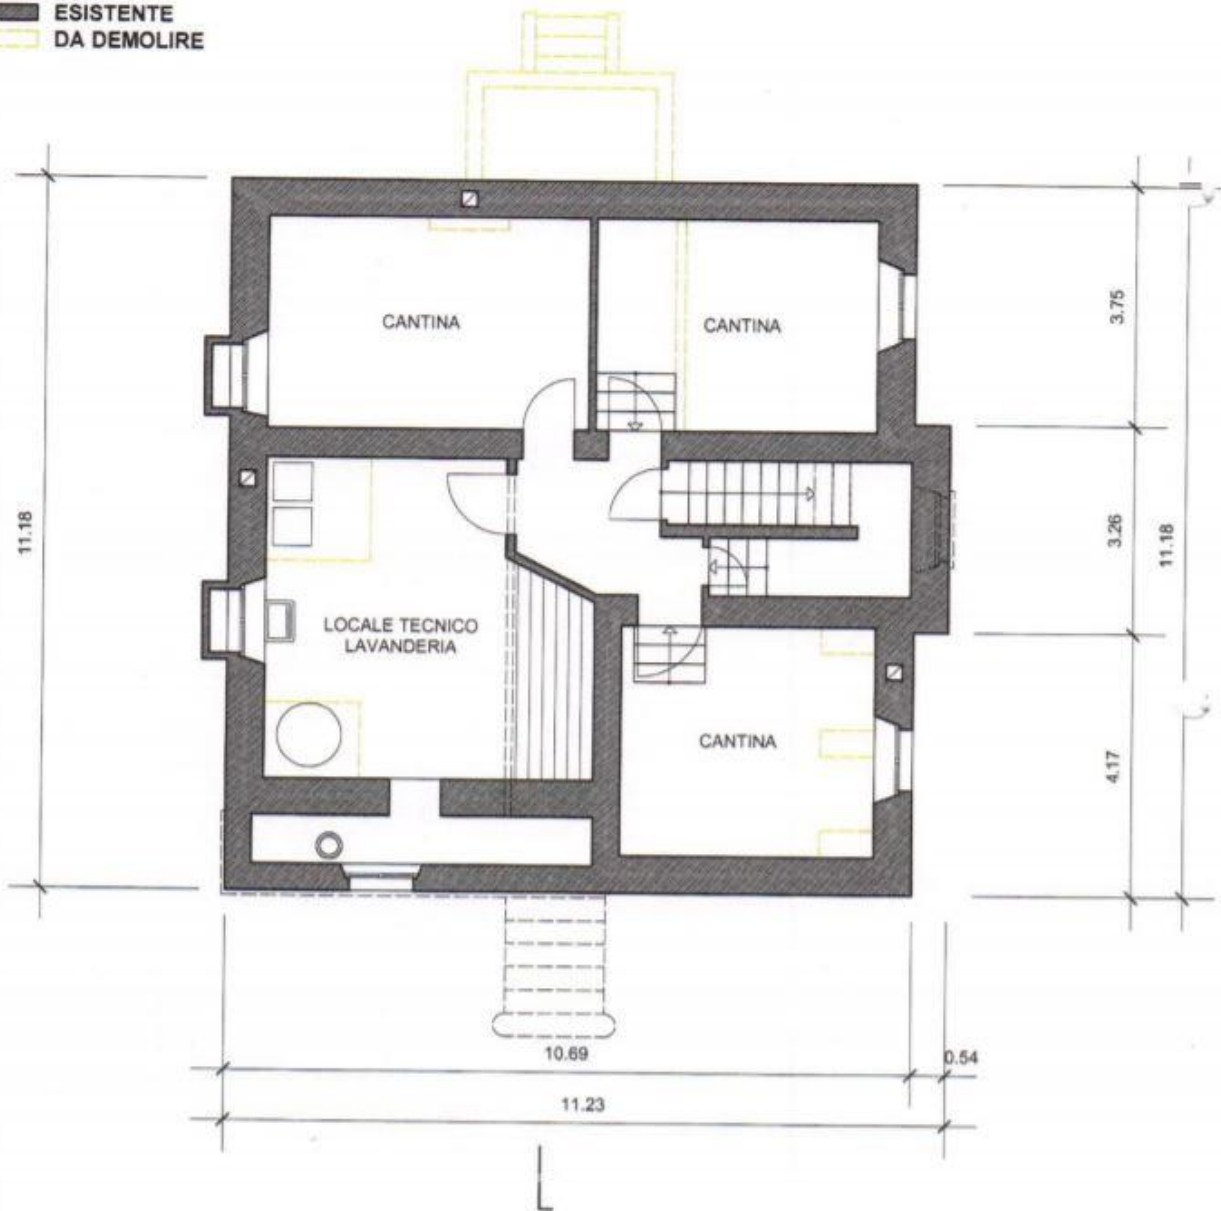 ESISTENTE
DA DEMOLIRE
CANTINA
CANTINA
3.75
11.18
3.26
11.18
LOCALE TECNICO
LAVANDERIA
CANTINA
4.17
10.69
0.54
11.23
L